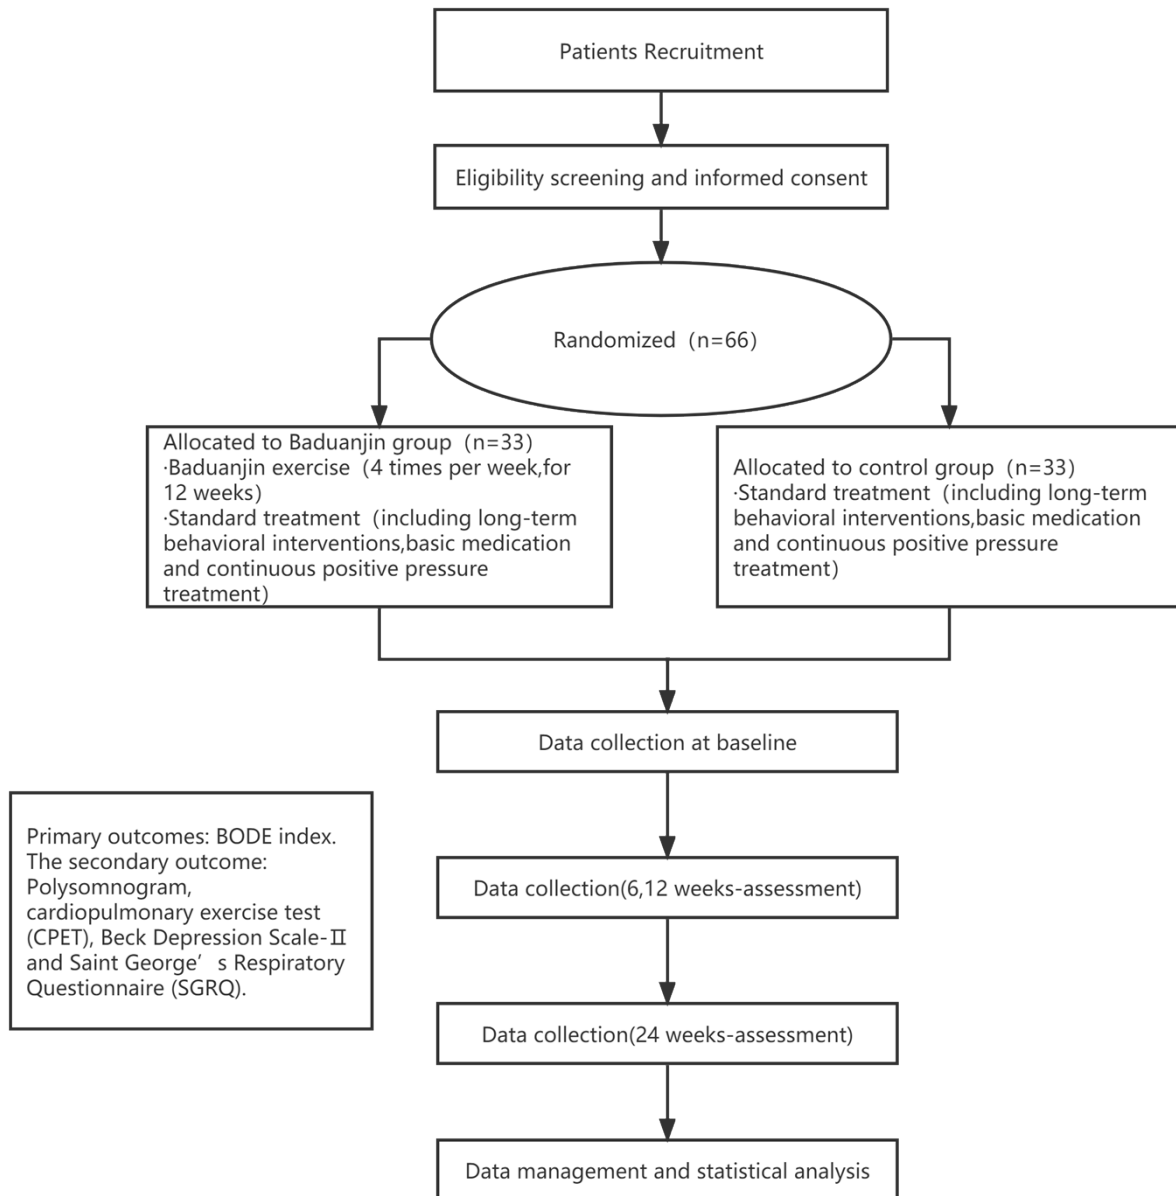 Patients Recruitment
Eligibility screening and informed consent
Randomized（n=66）
Allocated to Baduanjin group（n=33）
·Baduanjin exercise（4 times per week,for
12 weeks）
·Standard treatment（including long-term
behavioral interventions,basic medication
and continuous positive pressure
treatment）
Allocated to control group（n=33）
·Standard treatment（including long-term
behavioral interventions,basic medication
and continuous positive pressure
treatment）
Data collection at baseline
Primary outcomes: BODE index.
The secondary outcome:
Polysomnogram,
cardiopulmonary exercise test
(CPET), Beck Depression Scale-Ⅱ
and Saint George’s Respiratory
Questionnaire (SGRQ).
Data collection(6,12 weeks-assessment)
Data collection(24 weeks-assessment)
Data management and statistical analysis